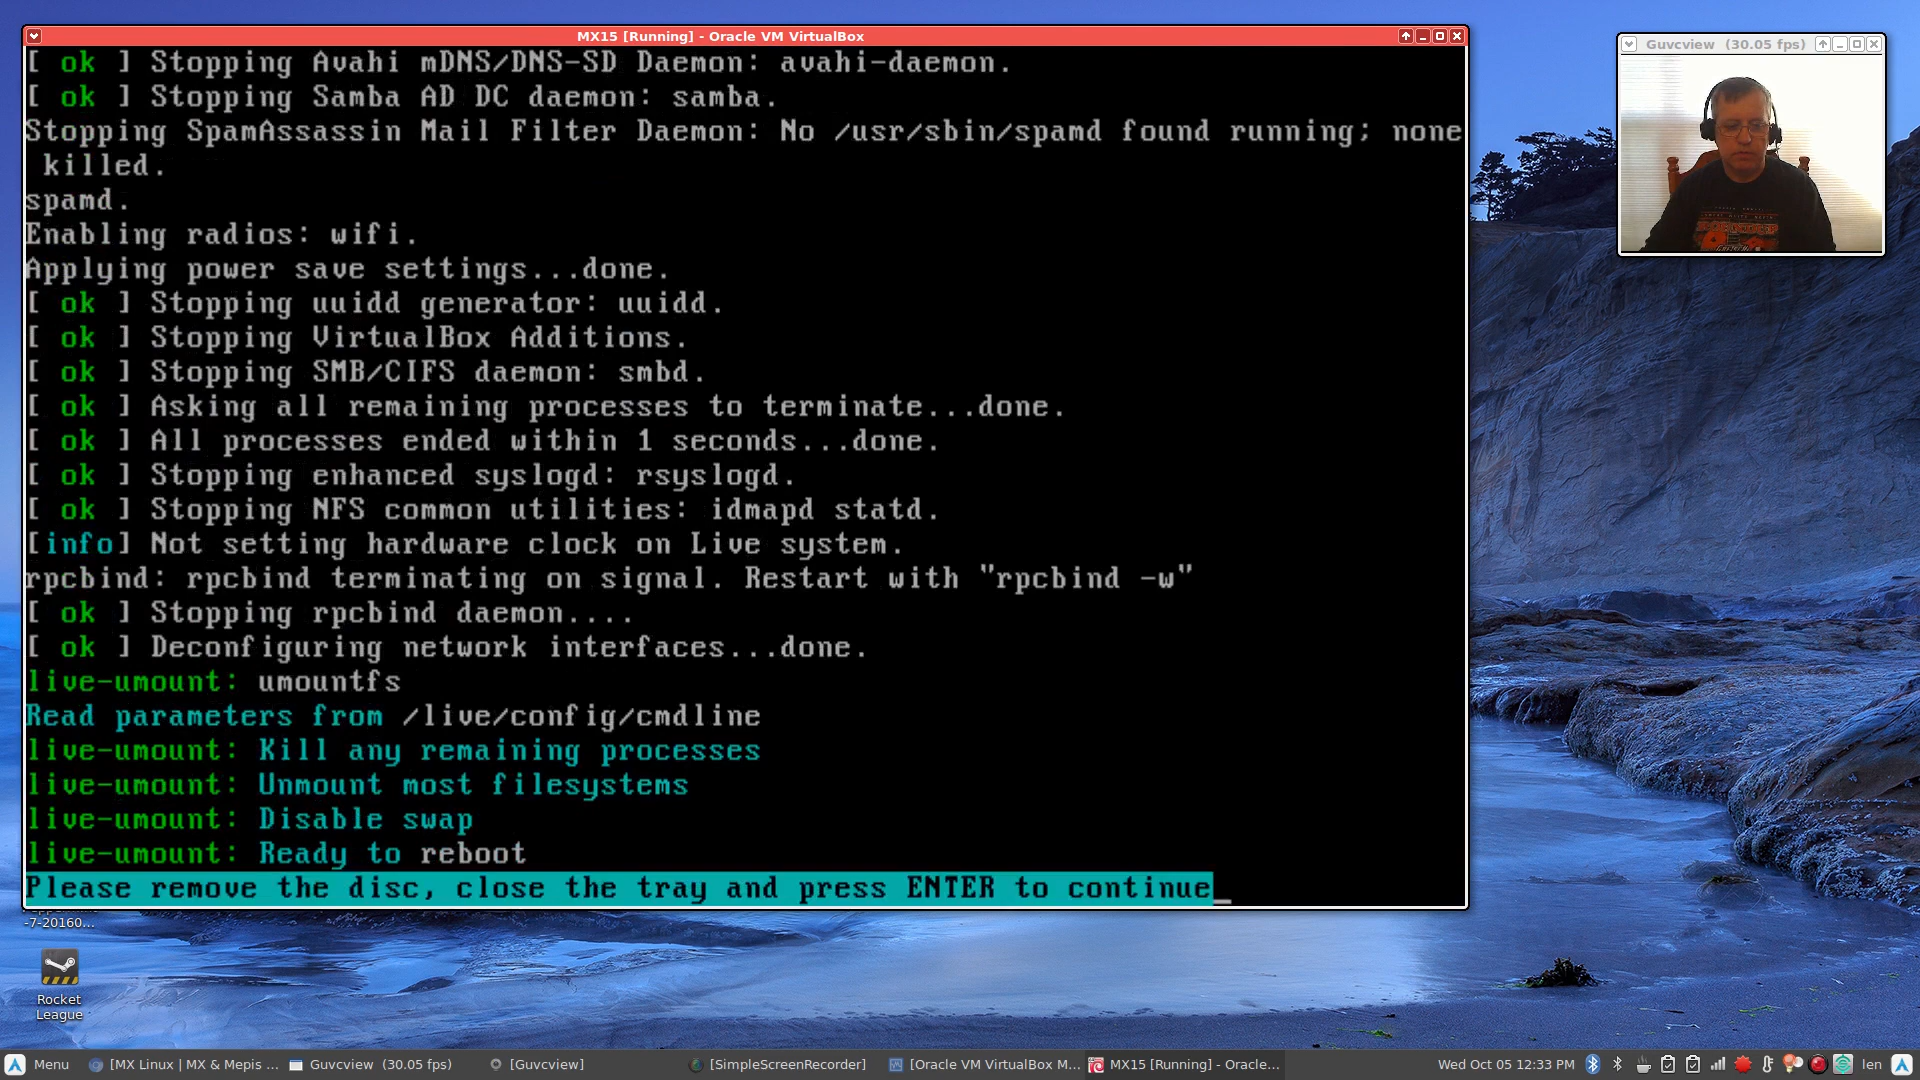 MX15 [Running] - Oracle VM VirtualBox
[ ok ] Stopping Avahi mDNS/DNS-SD Daemon: avahi-daemon.
[ ok ] Stopping Samba AD DC daemon: samba.
Stopping SpamAssassin Mail Filter Daemon: No /usr/sbin/spamd found running; none
killed.
spamd.
Enabling radios: wifi.
Applying power save settings...done.
[ ok ] Stopping uuidd generator: uuidd.
[ ok ] Stopping VirtualBox Additions.
[ ok ] Stopping SMB/CIFS daemon: smbd.
[ ok ] Asking all remaining processes to terminate...done.
[ ok ] All processes ended within 1 seconds...done.
[ ok ] Stopping enhanced syslogd: rsyslogd.
[ ok ] Stopping NFS common utilities: idmapd statd.
[info] Not setting hardware clock on Live system.
rpcbind: rpcbind terminating on signal. Restart with "rpcbind -w"
[ ok ] Stopping rpcbind daemon....
[ ok ] Deconfiguring network interfaces...done.
live-umount: umountfs
Read parameters from /live/config/cmdline
live-umount: Kill any remaining processes
live-umount: Unmount most filesystems
live-umount: Disable swap
live-umount: Ready to reboot
Please remove the disc, close the tray and press ENTER to continue_
Guvcview (30.05 fps)
-7-20160...
Rocket
League
Menu
[MX Linux | MX & Mepis ...
Guvcview (30.05 fps)
[Guvcview]
[SimpleScreenRecorder]
[Oracle VM VirtualBox M...
MX15 [Running] - Oracle...
Wed Oct 05 12:33 PM
len